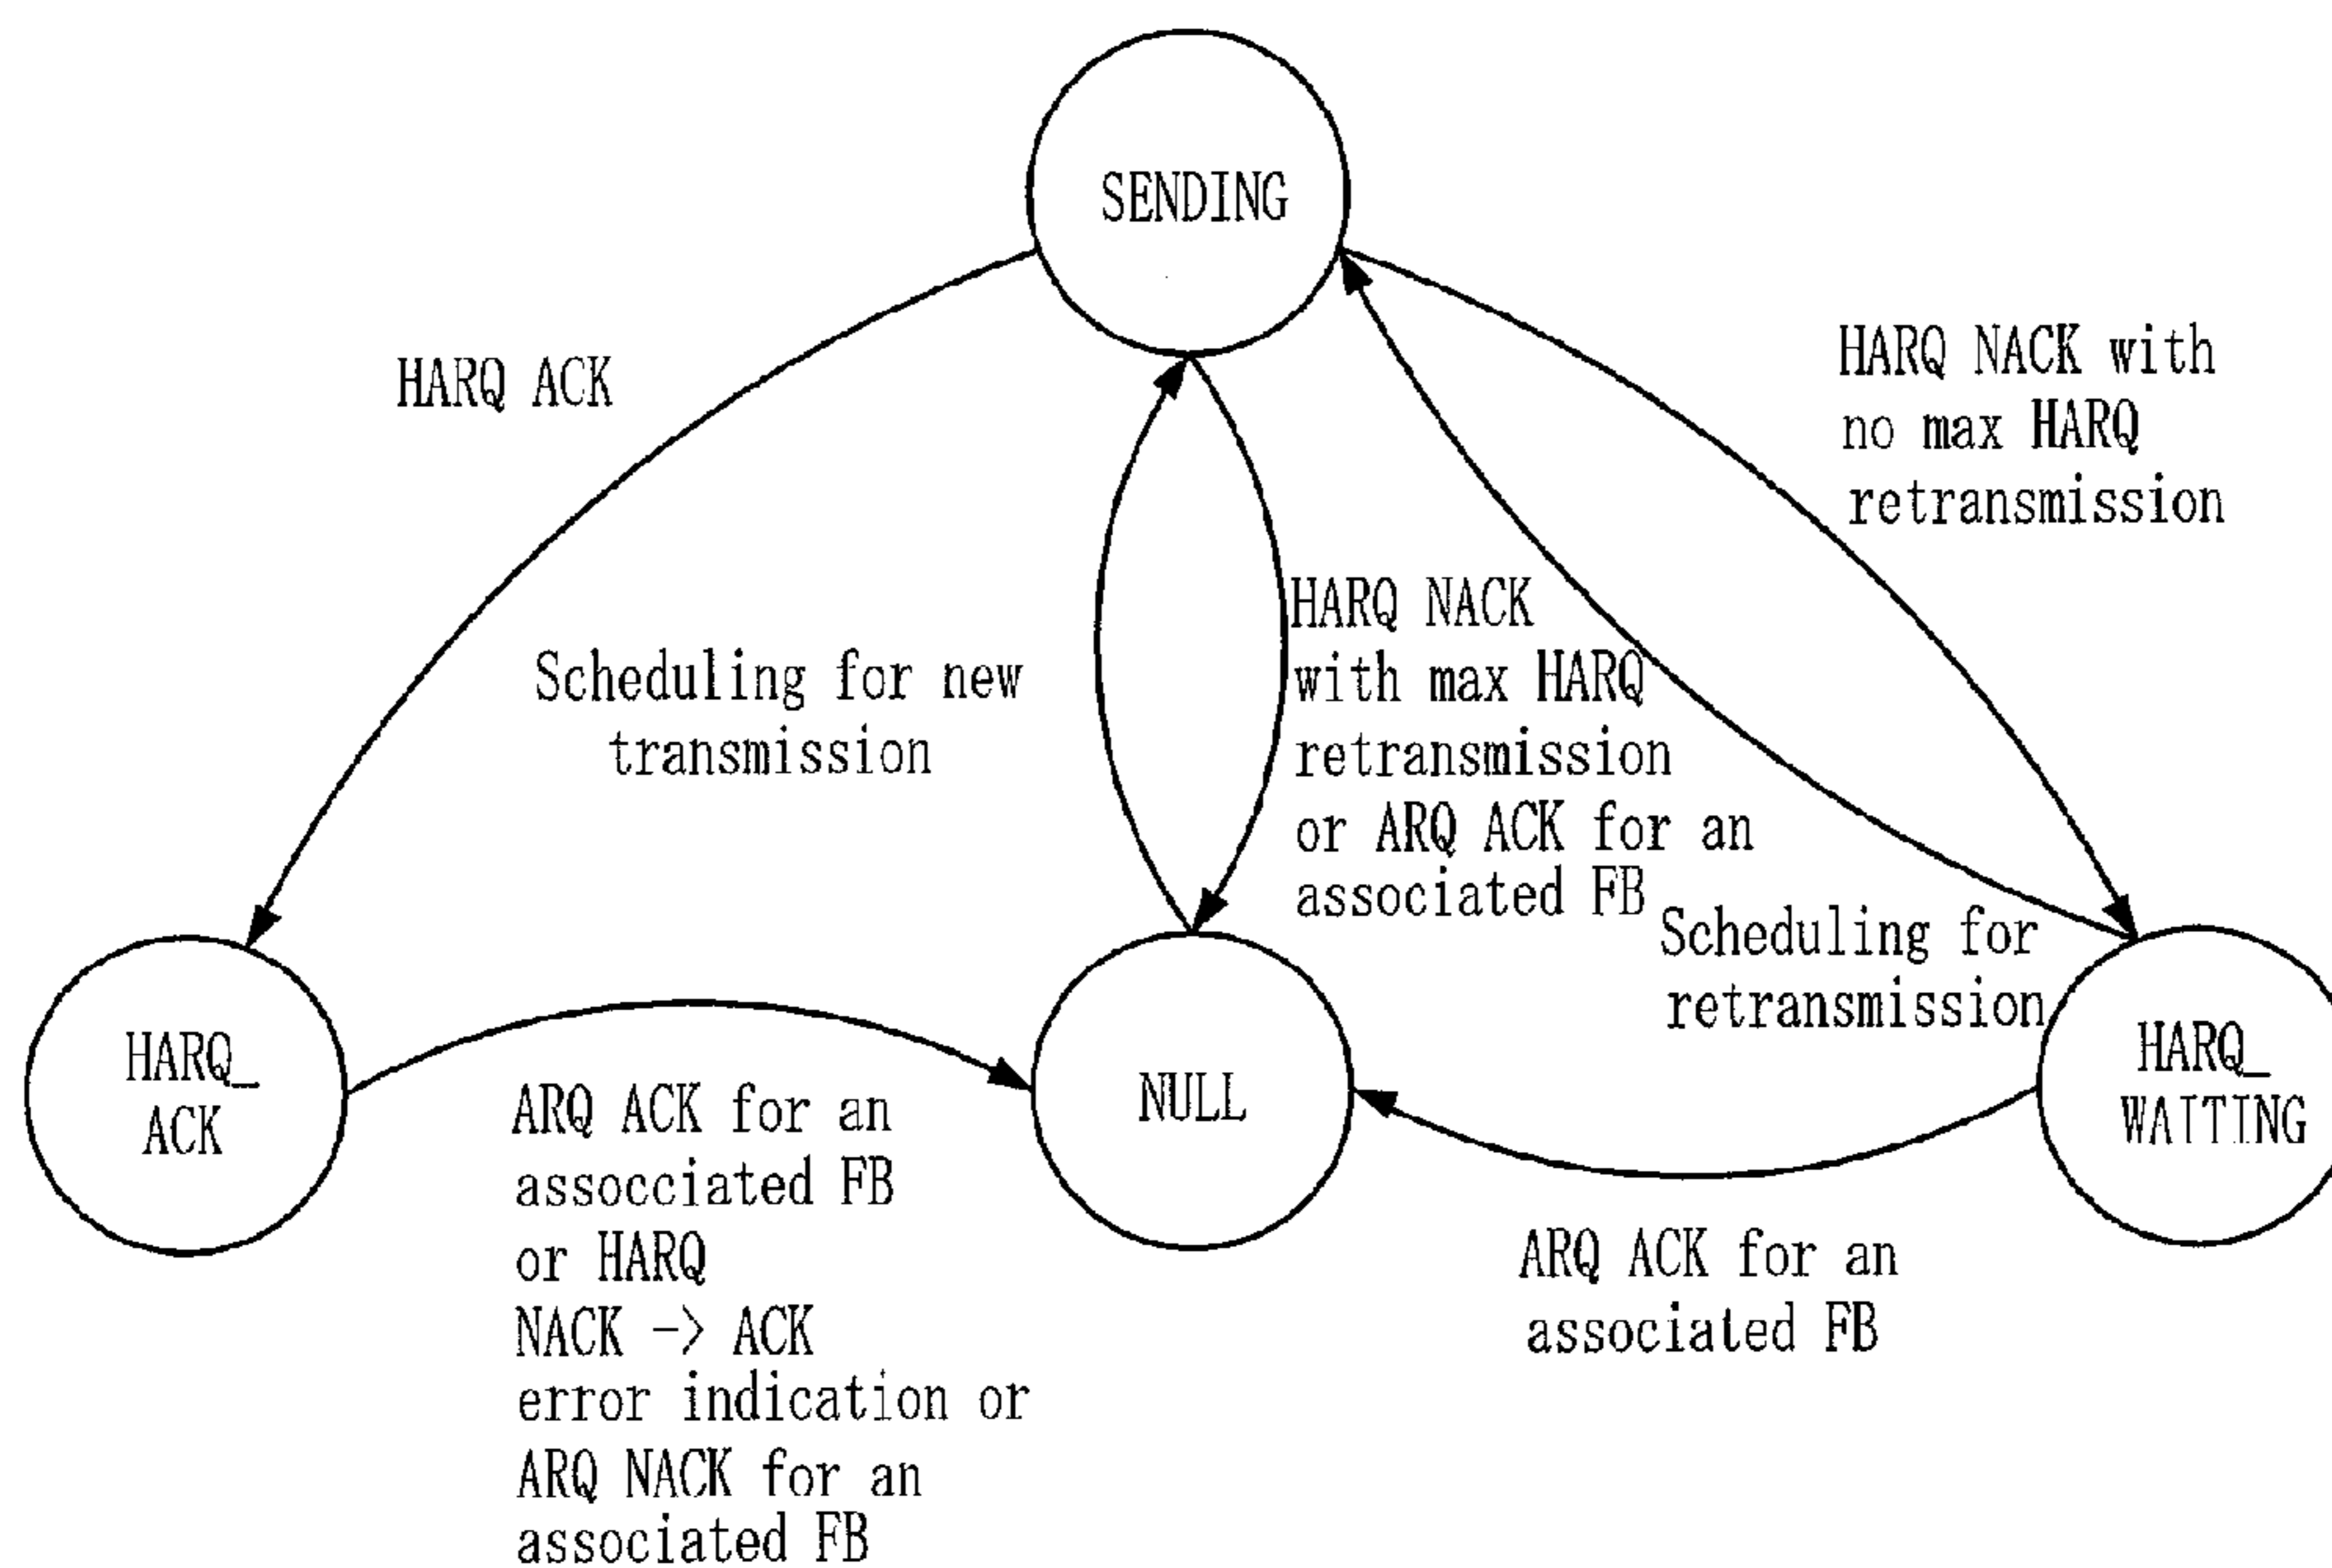 SENDING
HARQ ACK
HARQ NACK with
no max HARQ
retransmission
Scheduling for new
transmission
HARQ NACK
with max HARQ
retransmission
or ARQ ACK for an
associated FB
Scheduling for
retransmission
HARQ_
ACK
NULL
HARQ_
WAITING
ARQ ACK for an
assocciated FB
or HARQ
NACK -> ACK
error indication or
ARQ NACK for an
associated FB
ARQ ACK for an
associated FB